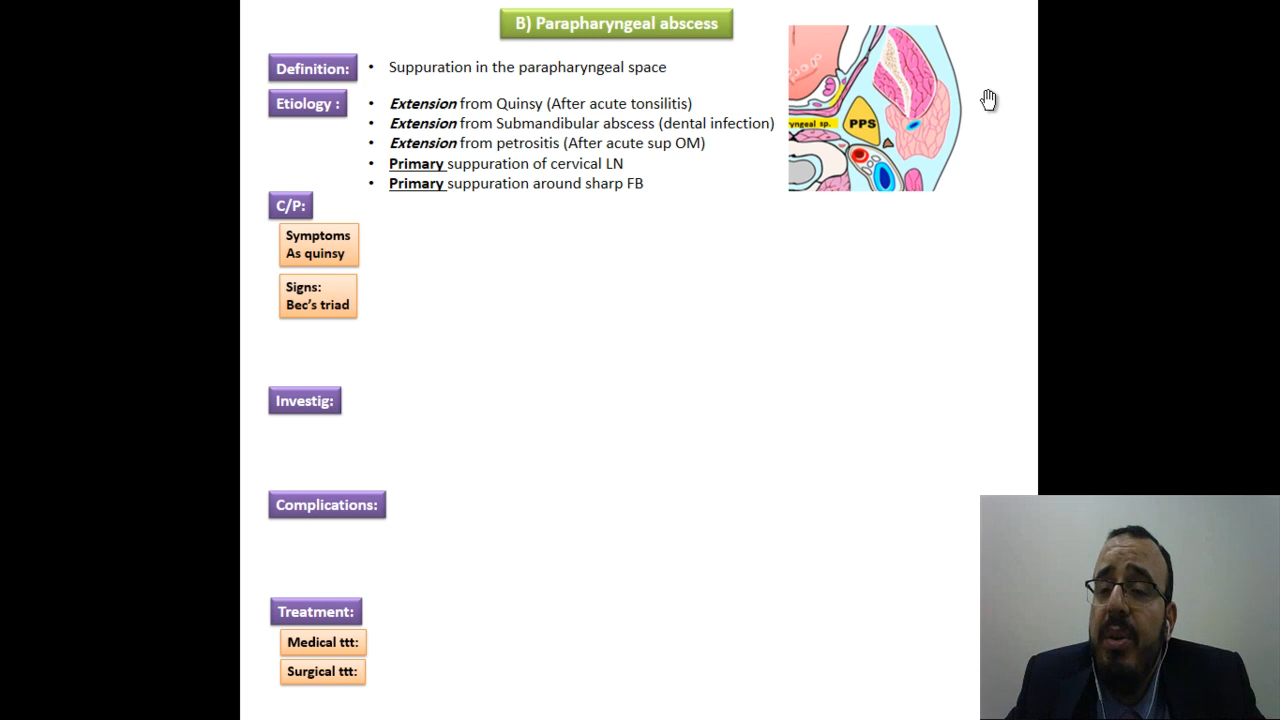 B) Parapharyngeal abscess
Definition:
• Suppuration in the parapharyngeal space
Etiology :
• Extension from Quinsy (After acute tonsilitis)
• Extension from Submandibular abscess (dental infection)
• Extension from petrositis (After acute sup OM)
• Primary suppuration of cervical LN
• Primary suppuration around sharp FB
yngeal sp.
PPS
C/P:
Symptoms
As quinsy
Signs:
Bec's triad
Investig:
Complications:
Treatment:
Medical ttt:
Surgical ttt: